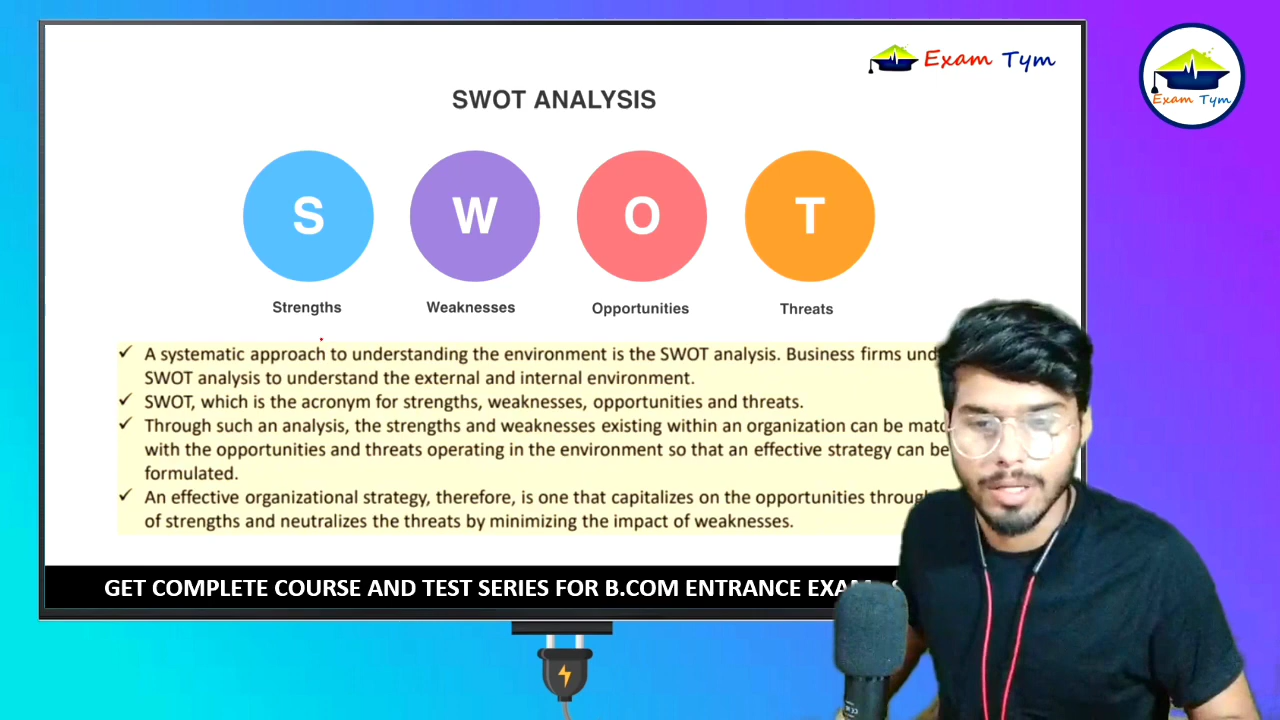 Exam Tym
Exam Tym
SWOT ANALYSIS
S W O T
Strengths Weaknesses Opportunities Threats
✓ A systematic approach to understanding the environment is the SWOT analysis. Business firms
SWOT analysis to understand the external and internal environment.
✓ SWOT, which is the acronym for strengths, weaknesses, opportunities and threats.
✓ Through such an analysis, the strengths and weaknesses existing within an organization can be
with the opportunities and threats operating in the environment so that an effective strategy can be
formulated.
✓ An effective organizational strategy, therefore, is one that capitalizes on the opportunities
of strengths and neutralizes the threats by minimizing the impact of weaknesses.
GET COMPLETE COURSE AND TEST SERIES FOR B.COM ENTRANCE